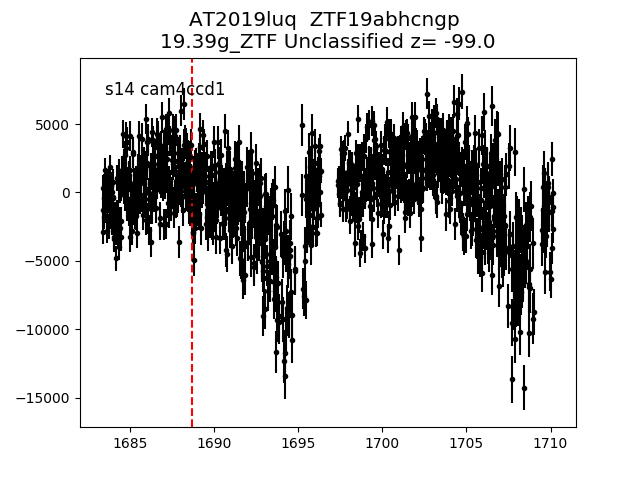 AT2019luq  ZTF19abhcngp
19.39g_ZTF Unclassified z= -99.0
s14 cam4ccd1
5000
0
−5000
−10000
−15000
1685 1690 1695 1700 1705 1710